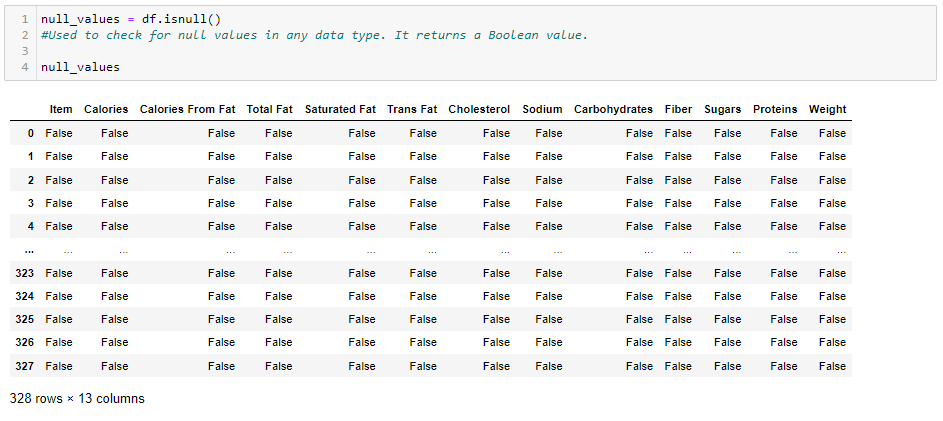 1 null_values = df.isnull()
2 #Used to check for null values in any data type. It returns a Boolean value.
3
4 null_values
Item Calories Calories From Fat Total Fat Saturated Fat Trans Fat Cholesterol Sodium Carbohydrates Fiber Sugars Proteins Weight
0 False False False False False False False False False False False False False
1 False False False False False False False False False False False False False
2 False False False False False False False False False False False False False
3 False False False False False False False False False False False False False
4 False False False False False False False False False False False False False
... ... ... ... ... ... ... ... ... ... ... ... ... ...
323 False False False False False False False False False False False False False
324 False False False False False False False False False False False False False
325 False False False False False False False False False False False False False
326 False False False False False False False False False False False False False
327 False False False False False False False False False False False False False
328 rows × 13 columns